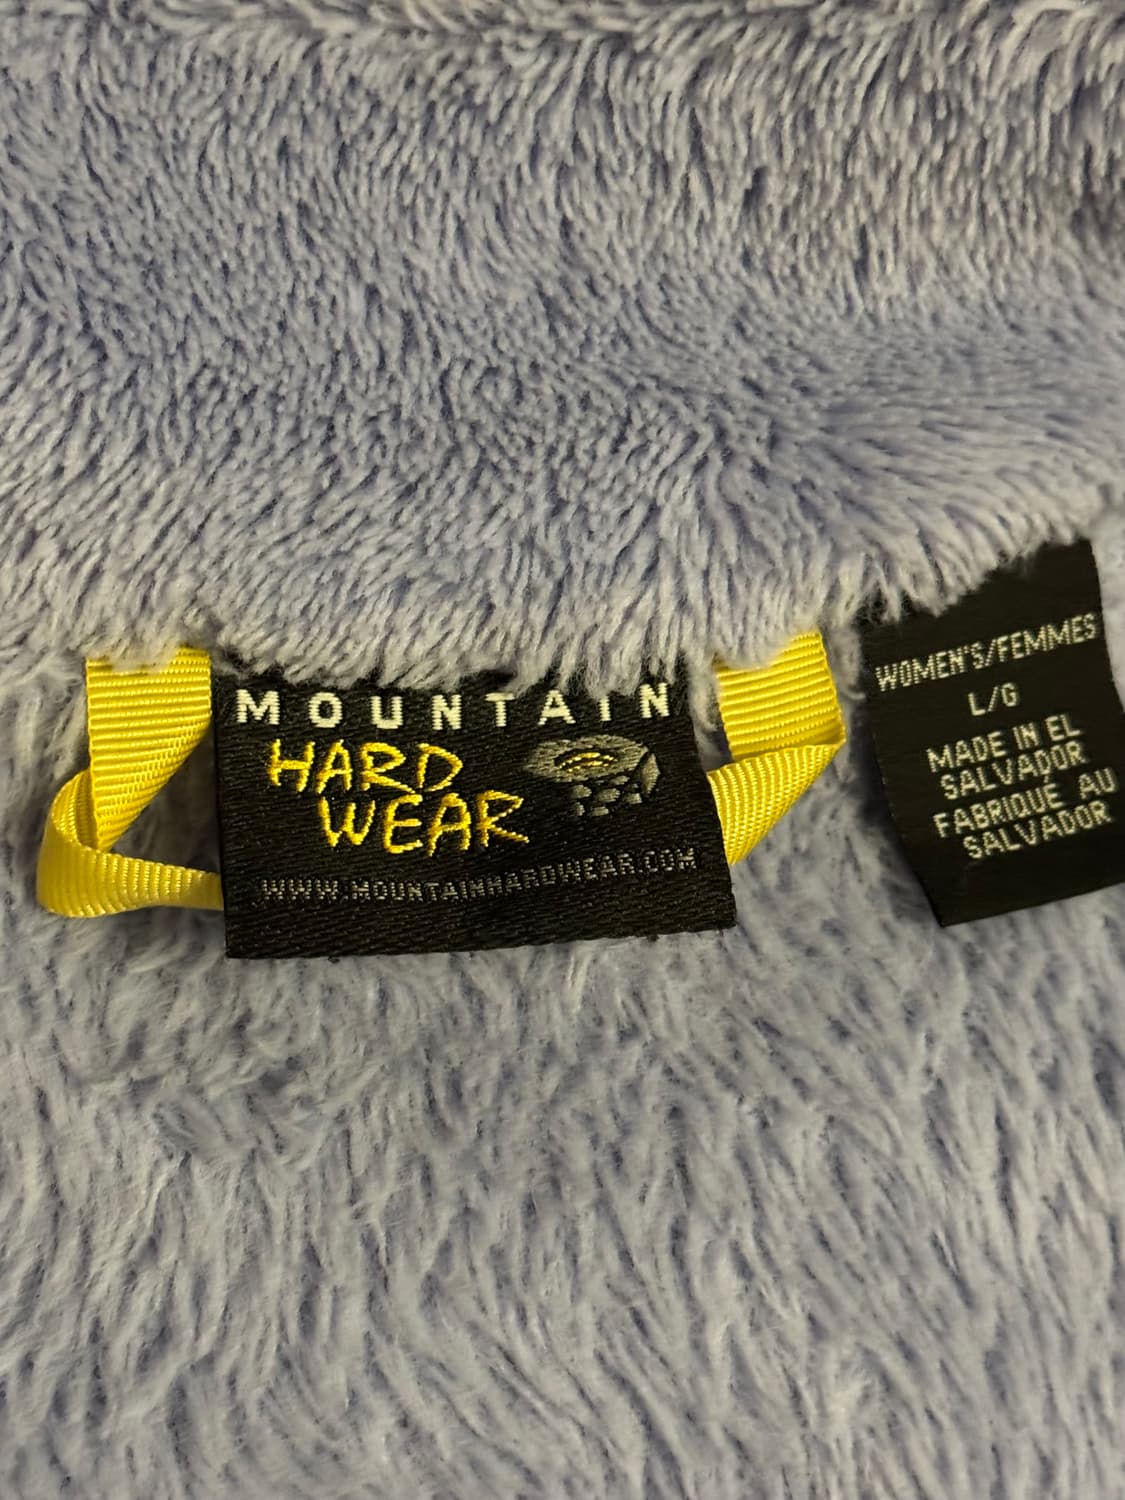 MOUNTAIN
HARD
WEAR
WWW.MOUNTAINHARDWEAR.COM
WOMEN'S/FEMMES
L/G
MADE IN EL
SALVADOR
FABRIQUÉ AU
SALVADOR